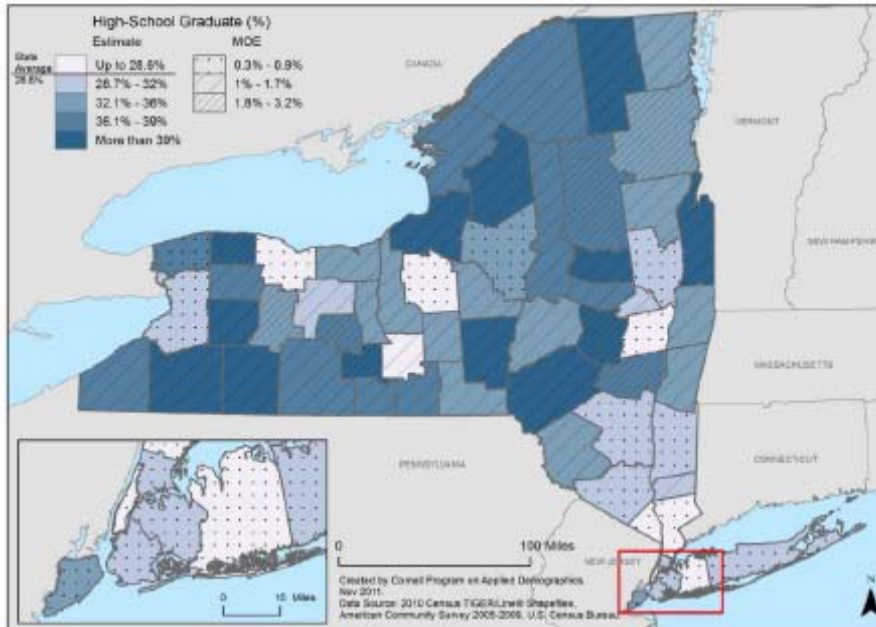 High-School Graduate (%)
Estimate
MOE
State
Average
28.6%
Up to 28.6%
28.7% - 32%
32.1% - 36%
36.1% - 39%
More than 39%
0.3% - 0.9%
1% - 1.7%
1.8% - 3.2%
CANADA
VERMONT
NEW HAMPSHIRE
MASSACHUSETTS
CONNECTICUT
PENNSYLVANIA
NEW JERSEY
0 100 Miles
0 15 Miles
Created by Cornell Program on Applied Demographics
Nov 2011.
Data Source: 2010 Census TIGER/Line® Shapefiles,
American Community Survey 2005-2009, U.S. Census Bureau
N